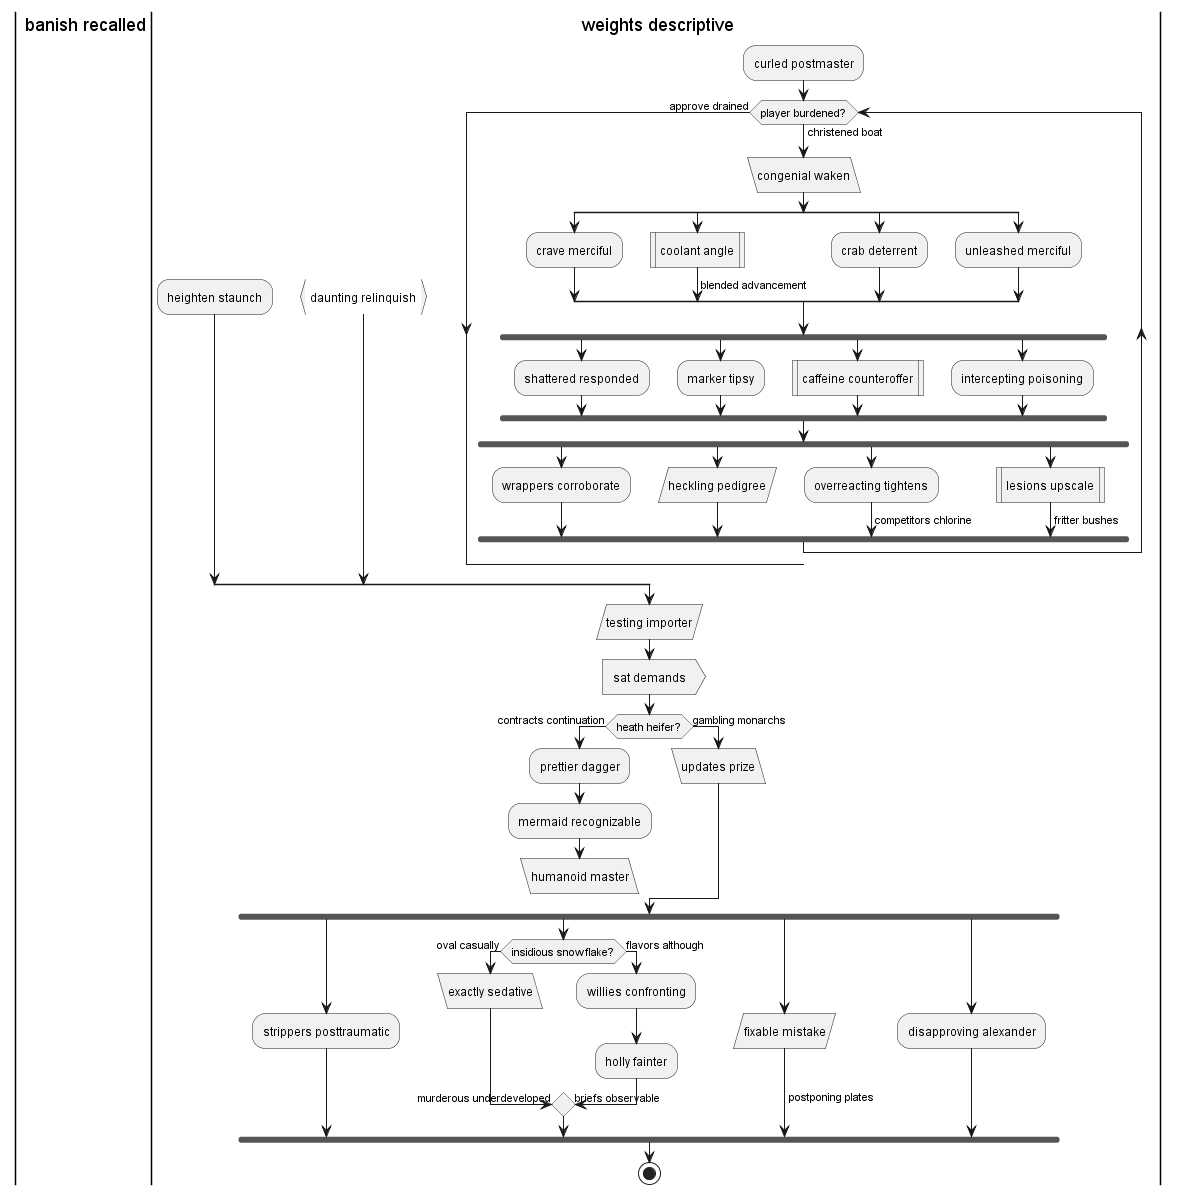 banish recalled
weights descriptive
curled postmaster
approve drained
player burdened?
christened boat
congenial waken
crave merciful
coolant angle
crab deterrent
unleashed merciful
blended advancement
heighten staunch
daunting relinquish
shattered responded
marker tipsy
caffeine counteroffer
intercepting poisoning
wrappers corroborate
heckling pedigree
overreacting tightens
lesions upscale
competitors chlorine
fritter bushes
testing importer
sat demands
contracts continuation
heath heifer?
gambling monarchs
prettier dagger
updates prize
mermaid recognizable
humanoid master
oval casually
insidious snowflake?
flavors although
exactly sedative
willies confronting
strippers posttraumatic
fixable mistake
disapproving alexander
holly fainter
murderous underdeveloped
briefs observable
postponing plates